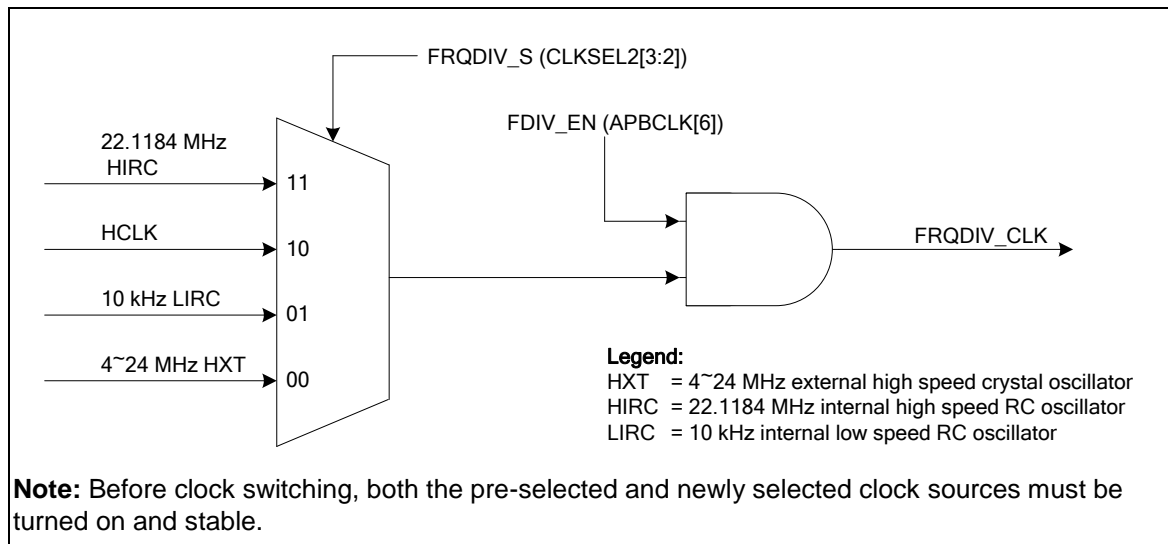 FRQDIV_S (CLKSEL2[3:2])
FDIV_EN (APBCLK[6])
22.1184 MHz
HIRC
11
HCLK
10
10 kHz LIRC
01
4~24 MHz HXT
00
FRQDIV_CLK
Legend:
HXT = 4~24 MHz external high speed crystal oscillator
HIRC = 22.1184 MHz internal high speed RC oscillator
LIRC = 10 kHz internal low speed RC oscillator
Note: Before clock switching, both the pre-selected and newly selected clock sources must be
turned on and stable.